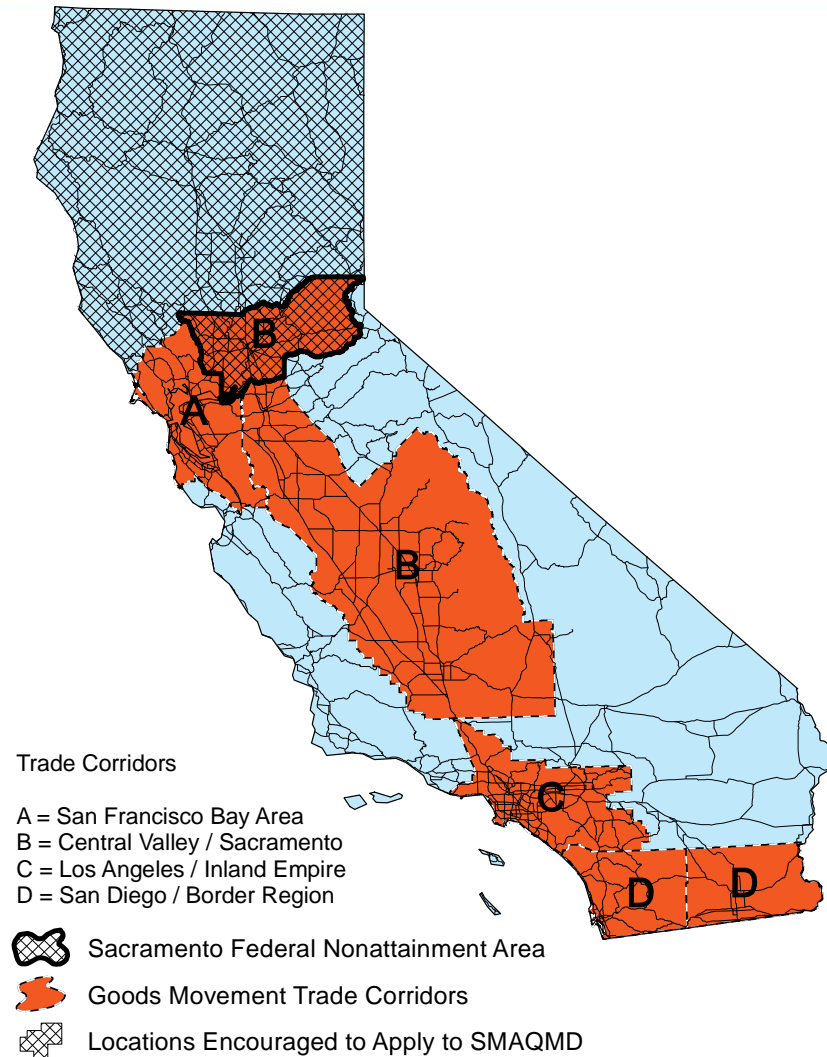 B
A
B
C
D
D
Trade Corridors
A = San Francisco Bay Area
B = Central Valley / Sacramento
C = Los Angeles / Inland Empire
D = San Diego / Border Region
Sacramento Federal Nonattainment Area
Goods Movement Trade Corridors
Locations Encouraged to Apply to SMAQMD